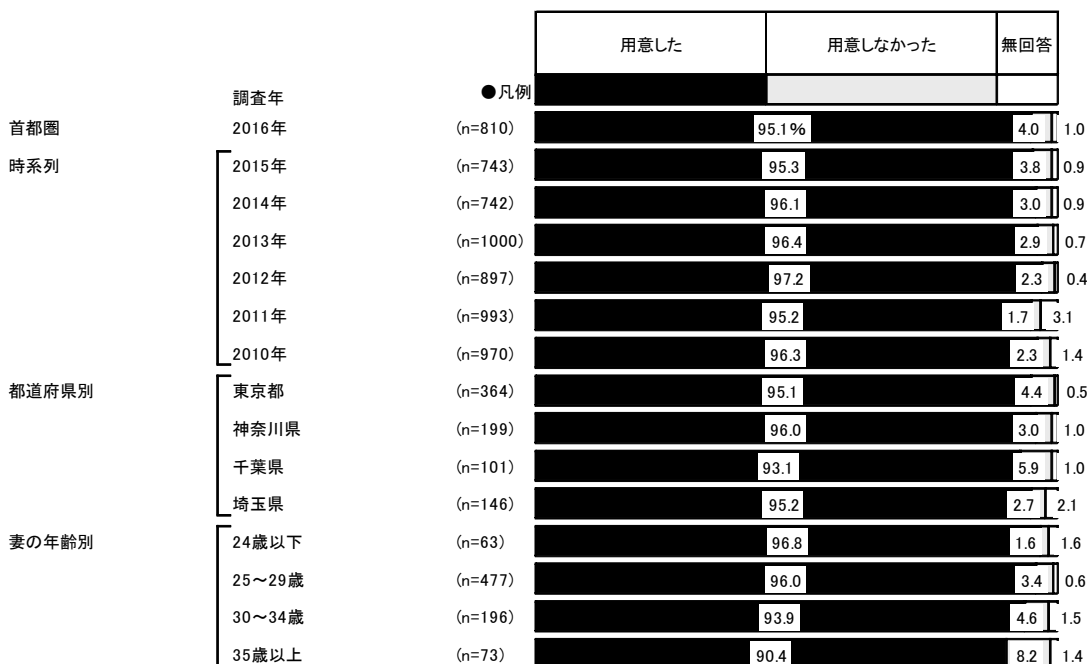 用意した 用意しなかった 無回答
調査年 ●凡例
首都圏 2016年 (n=810) 95.1% 4.0 1.0
時系列 2015年 (n=743) 95.3 3.8 0.9
2014年 (n=742) 96.1 3.0 0.9
2013年 (n=1000) 96.4 2.9 0.7
2012年 (n=897) 97.2 2.3 0.4
2011年 (n=993) 95.2 1.7 3.1
2010年 (n=970) 96.3 2.3 1.4
都道府県別 東京都 (n=364) 95.1 4.4 0.5
神奈川県 (n=199) 96.0 3.0 1.0
千葉県 (n=101) 93.1 5.9 1.0
埼玉県 (n=146) 95.2 2.7 2.1
妻の年齢別 24歳以下 (n=63) 96.8 1.6 1.6
25～29歳 (n=477) 96.0 3.4 0.6
30～34歳 (n=196) 93.9 4.6 1.5
35歳以上 (n=73) 90.4 8.2 1.4